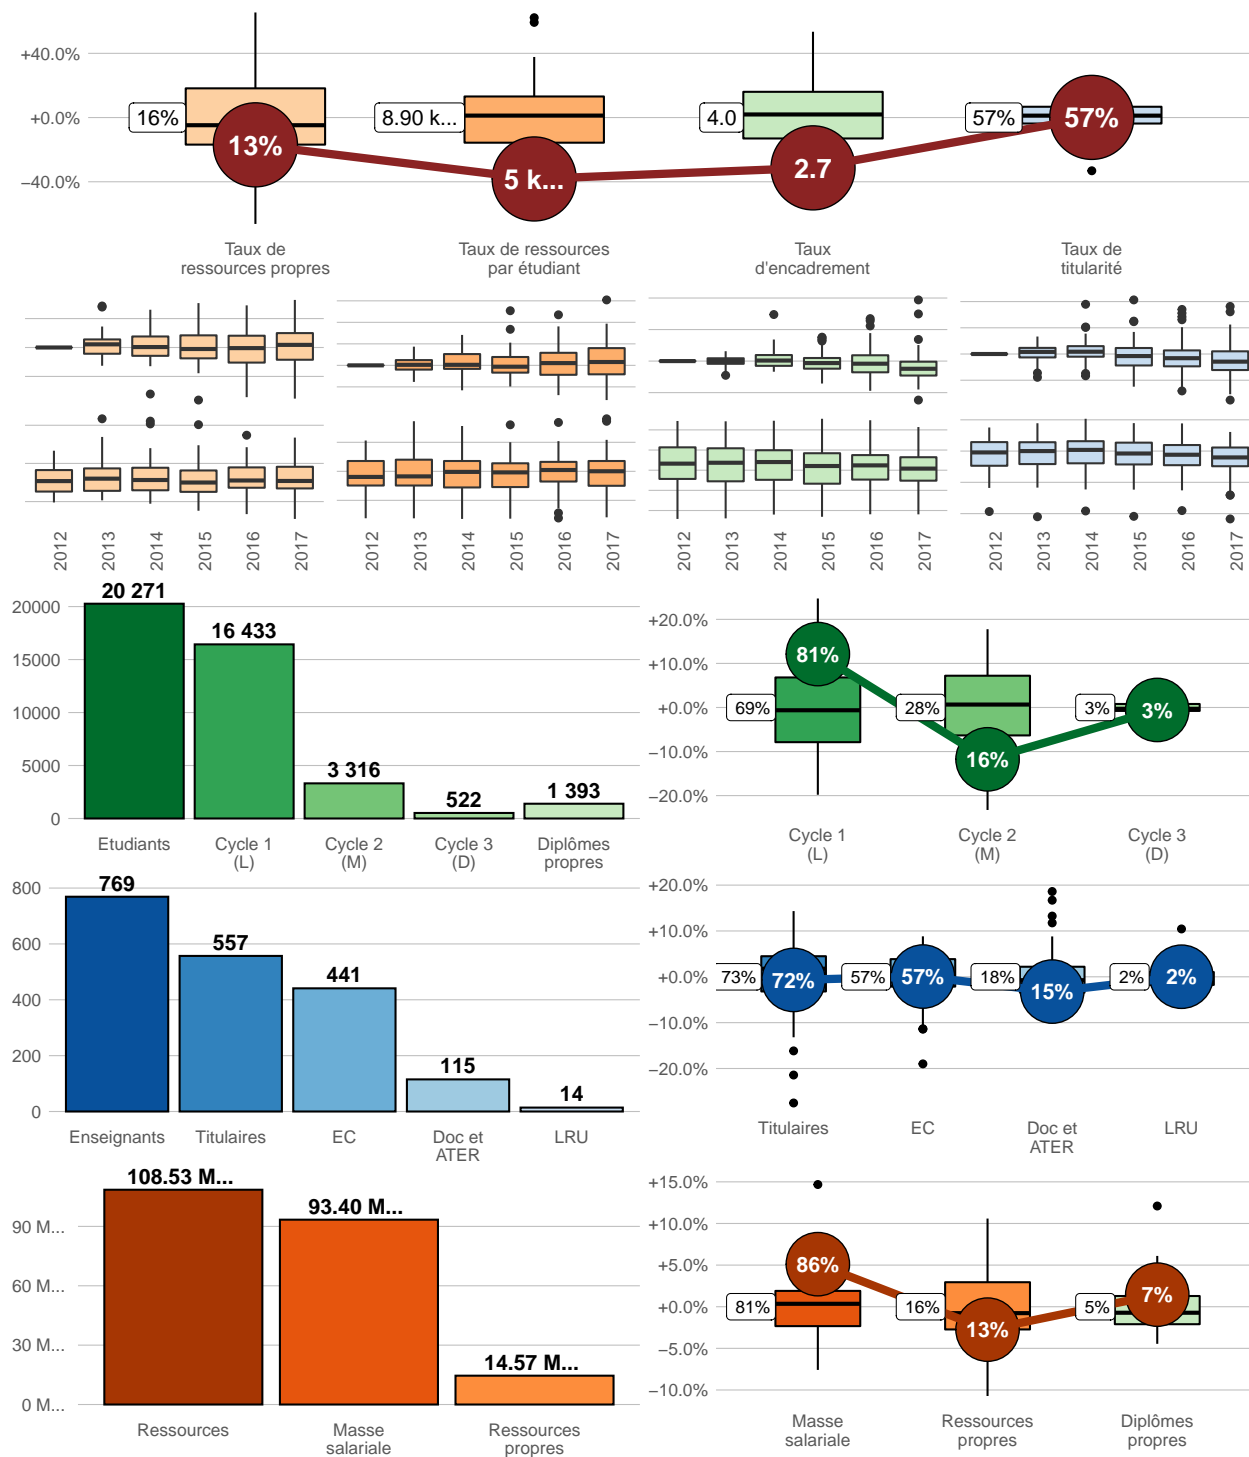 +40.0%
+0.0%
−40.0%
16%
13%
8.90 k...
5 k...
4.0
2.7
57%
57%
Taux de
ressources propres
Taux de ressources
par étudiant
Taux
d'encadrement
Taux de
titularité
2012
2013
2014
2015
2016
2017
2012
2013
2014
2015
2016
2017
2012
2013
2014
2015
2016
2017
2012
2013
2014
2015
2016
2017
20000
15000
10000
5000
0
20 271
16 433
3 316
522
1 393
Etudiants
Cycle 1
(L)
Cycle 2
(M)
Cycle 3
(D)
Diplômes
propres
+20.0%
+10.0%
+0.0%
−10.0%
−20.0%
69%
81%
28%
16%
3%
3%
Cycle 1
(L)
Cycle 2
(M)
Cycle 3
(D)
800
600
400
200
0
769
557
441
115
14
Enseignants
Titulaires
EC
Doc et
ATER
LRU
+20.0%
+10.0%
+0.0%
−10.0%
−20.0%
73%
72%
57%
57%
18%
15%
2%
2%
Titulaires
EC
Doc et
ATER
LRU
90 M...
60 M...
30 M...
0 M...
108.53 M...
93.40 M...
14.57 M...
Ressources
Masse
salariale
Ressources
propres
+15.0%
+10.0%
+5.0%
+0.0%
−5.0%
−10.0%
81%
86%
16%
13%
5%
7%
Masse
salariale
Ressources
propres
Diplômes
propres